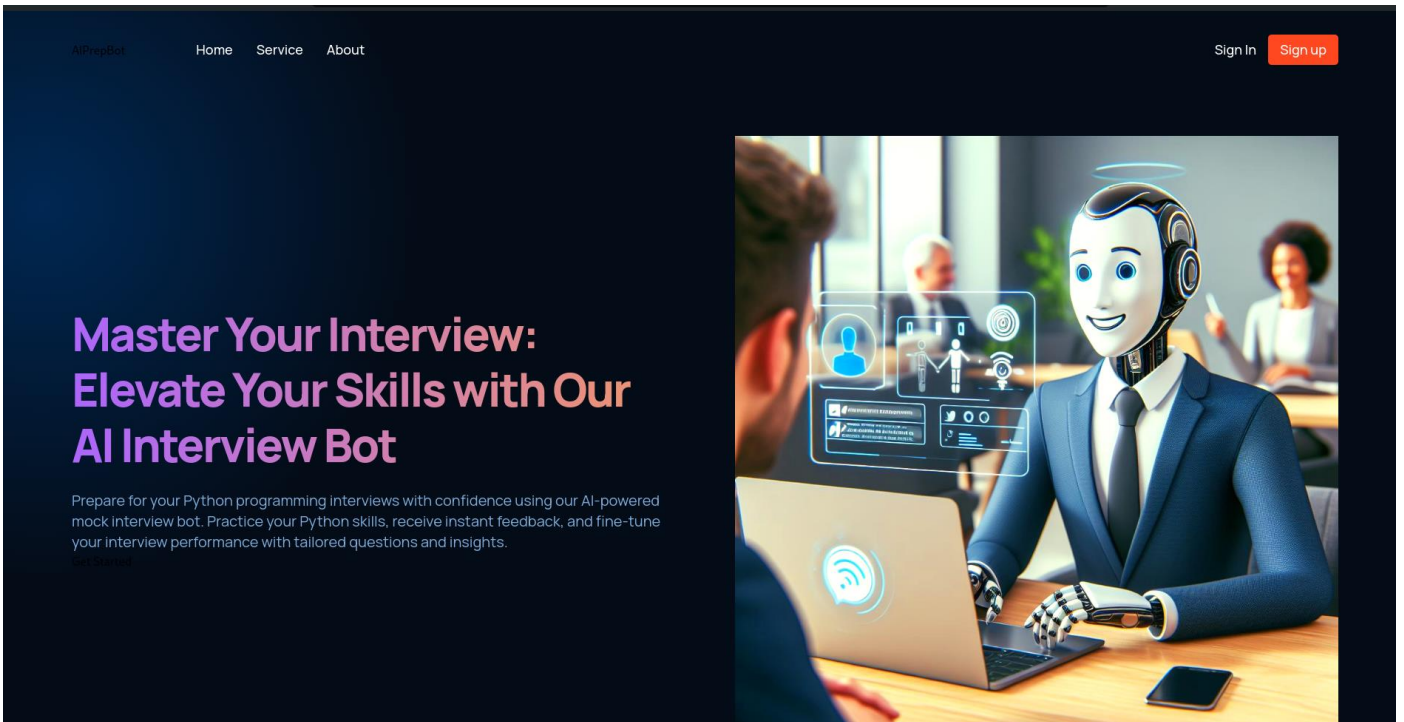 AIPrepBot
Home
Service
About
Sign In
Sign up
Master Your Interview:
Elevate Your Skills with Our
AI Interview Bot
Prepare for your Python programming interviews with confidence using our AI-powered
mock interview bot. Practice your Python skills, receive instant feedback, and fine-tune
your interview performance with tailored questions and insights.
Get Started